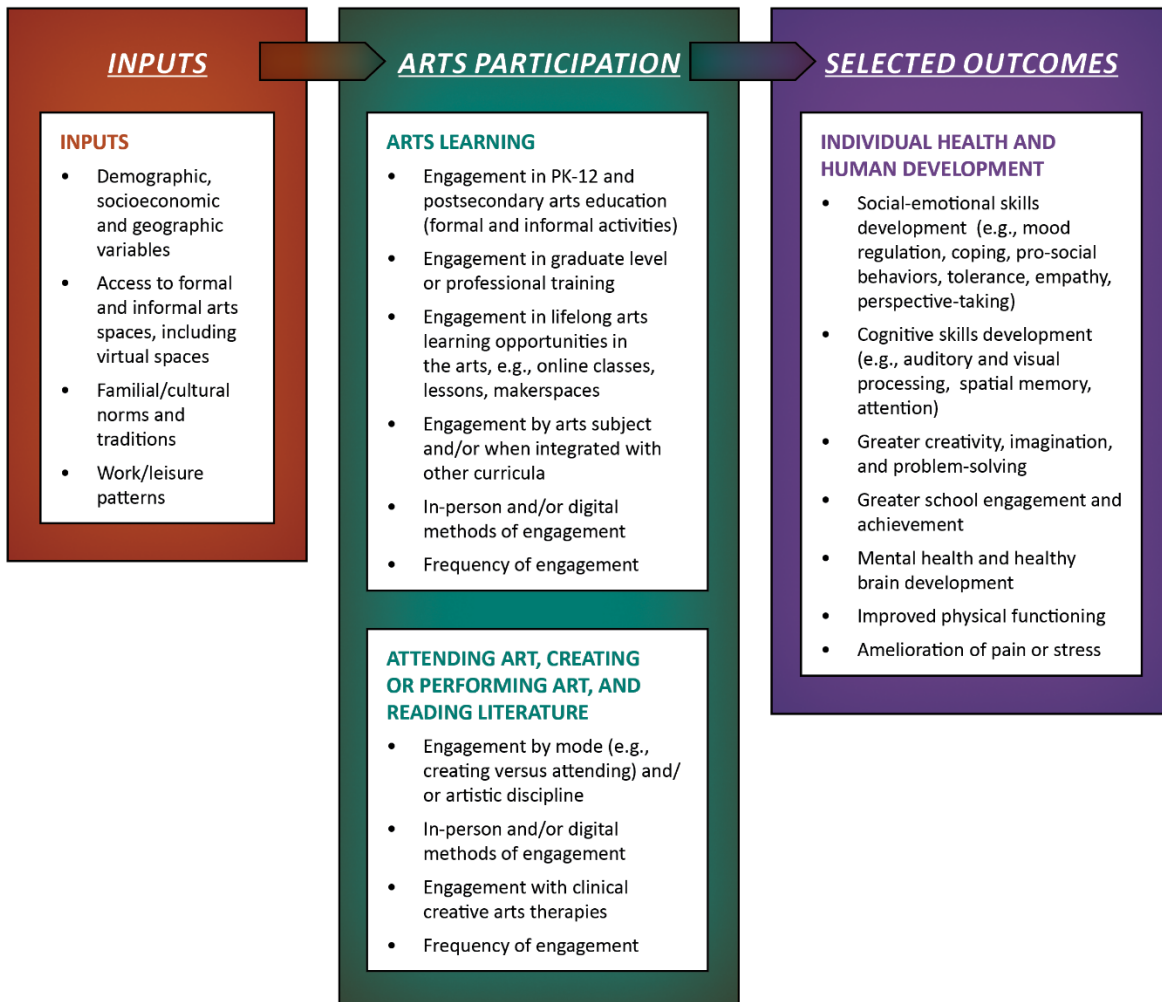 INPUTS
INPUTS
• Demographic,
socioeconomic
and geographic
variables
• Access to formal
and informal arts
spaces, including
virtual spaces
• Familial/cultural
norms and
traditions
• Work/leisure
patterns
ARTS PARTICIPATION
ARTS LEARNING
• Engagement in PK-12 and
postsecondary arts education
(formal and informal activities)
• Engagement in graduate level
or professional training
• Engagement in lifelong arts
learning opportunities in
the arts, e.g., online classes,
lessons, makerspaces
• Engagement by arts subject
and/or when integrated with
other curricula
• In-person and/or digital
methods of engagement
• Frequency of engagement
ATTENDING ART, CREATING
OR PERFORMING ART, AND
READING LITERATURE
• Engagement by mode (e.g.,
creating versus attending) and/
or artistic discipline
• In-person and/or digital
methods of engagement
• Engagement with clinical
creative arts therapies
• Frequency of engagement
SELECTED OUTCOMES
INDIVIDUAL HEALTH AND
HUMAN DEVELOPMENT
• Social-emotional skills
development (e.g., mood
regulation, coping, pro-social
behaviors, tolerance, empathy,
perspective-taking)
• Cognitive skills development
(e.g., auditory and visual
processing, spatial memory,
attention)
• Greater creativity, imagination,
and problem-solving
• Greater school engagement and
achievement
• Mental health and healthy
brain development
• Improved physical functioning
• Amelioration of pain or stress